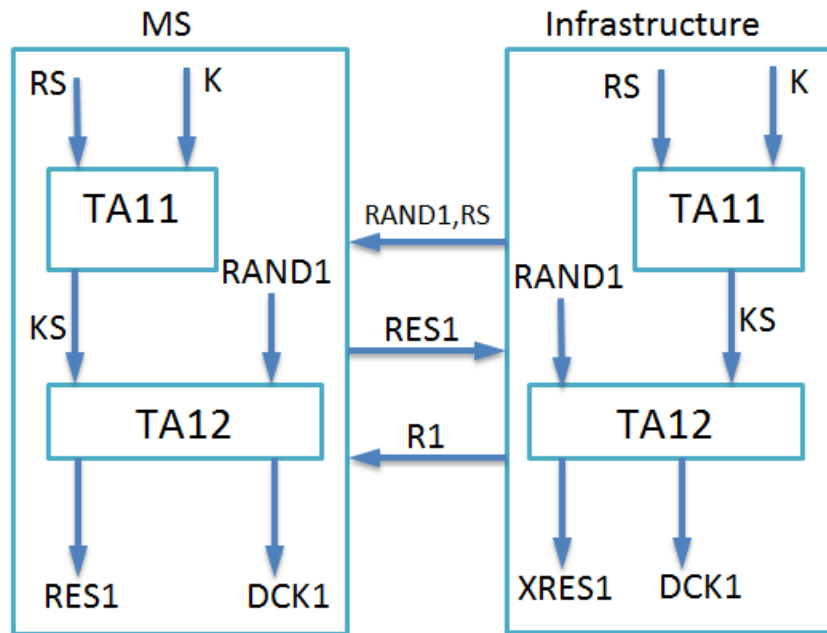 MS
Infrastructure
RS
K
TA11
KS
RAND1
TA12
RES1
DCK1
RAND1,RS
RES1
R1
RS
K
TA11
RAND1
KS
TA12
XRES1
DCK1